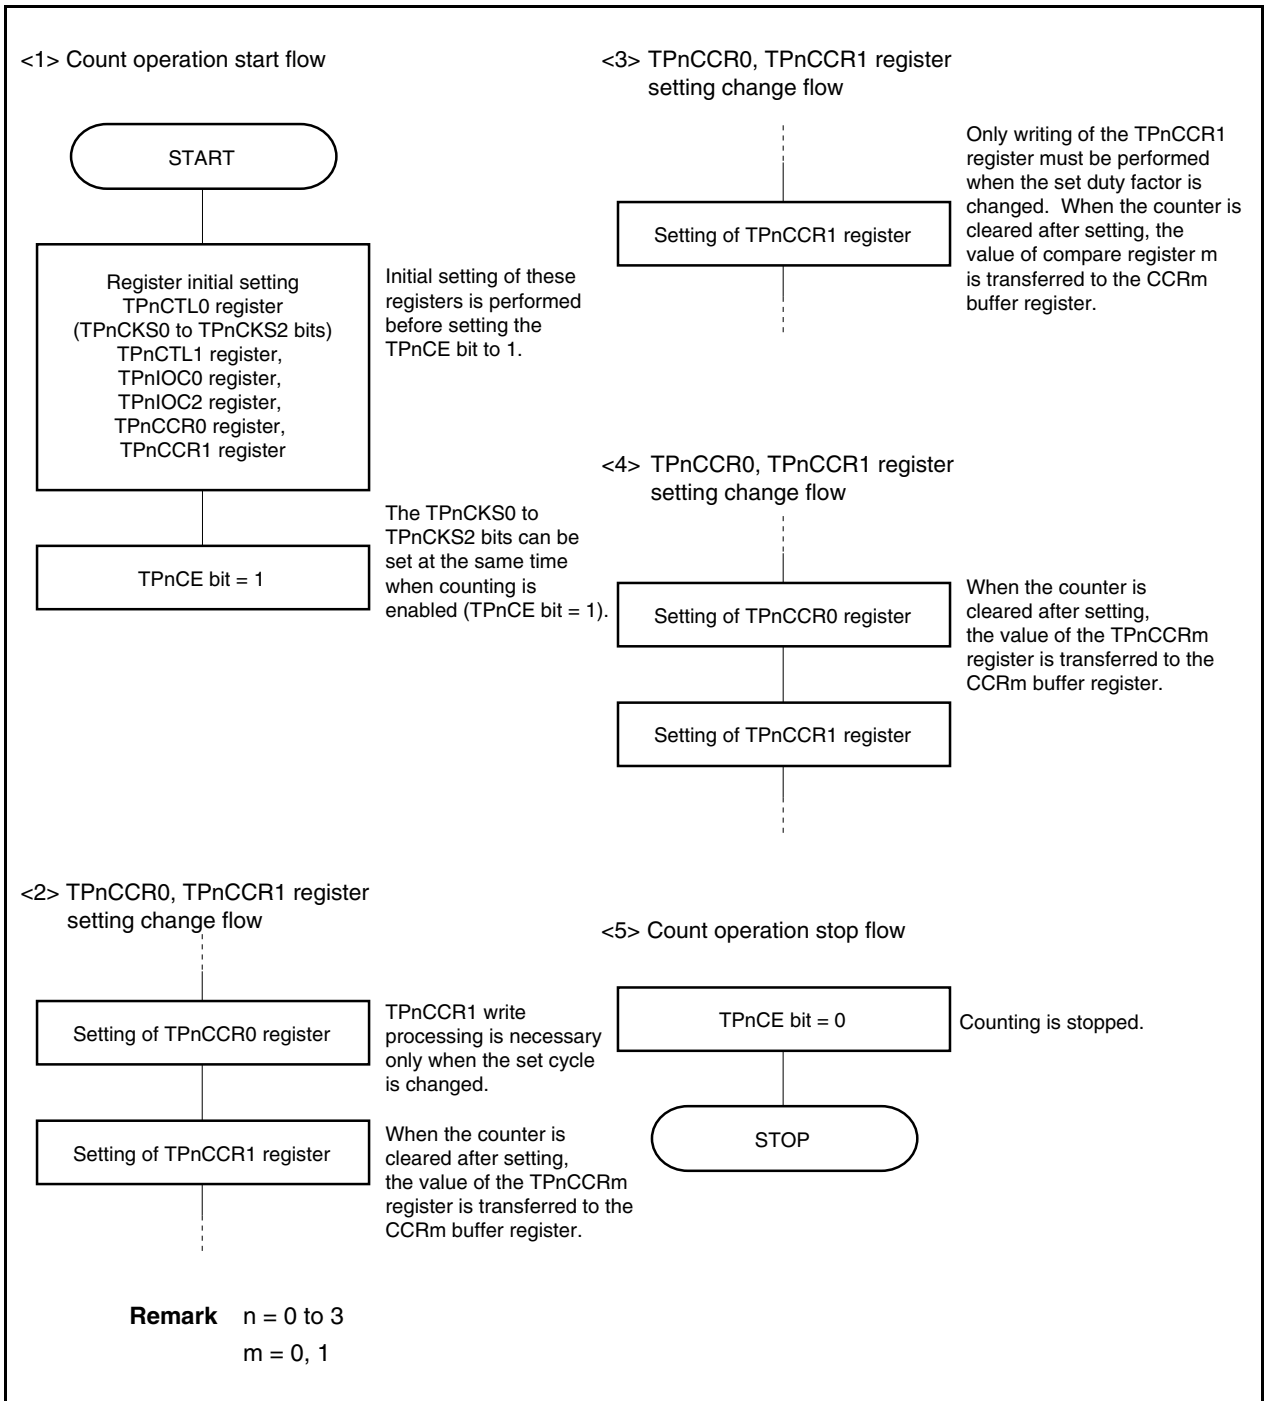 <1> Count operation start flow
START
Register initial setting
TPnCTL0 register
(TPnCKS0 to TPnCKS2 bits)
TPnCTL1 register,
TPnIOC0 register,
TPnIOC2 register,
TPnCCR0 register,
TPnCCR1 register
Initial setting of these
registers is performed
before setting the
TPnCE bit to 1.
TPnCE bit = 1
The TPnCKS0 to
TPnCKS2 bits can be
set at the same time
when counting is
enabled (TPnCE bit = 1).
<2> TPnCCR0, TPnCCR1 register
setting change flow
Setting of TPnCCR0 register
TPnCCR1 write
processing is necessary
only when the set cycle
is changed.
Setting of TPnCCR1 register
When the counter is
cleared after setting,
the value of the TPnCCRm
register is transferred to the
CCRm buffer register.
<3> TPnCCR0, TPnCCR1 register
setting change flow
Setting of TPnCCR1 register
Only writing of the TPnCCR1
register must be performed
when the set duty factor is
changed. When the counter is
cleared after setting, the
value of compare register m
is transferred to the CCRm
buffer register.
<4> TPnCCR0, TPnCCR1 register
setting change flow
Setting of TPnCCR0 register
When the counter is
cleared after setting,
the value of the TPnCCRm
register is transferred to the
CCRm buffer register.
Setting of TPnCCR1 register
<5> Count operation stop flow
TPnCE bit = 0
Counting is stopped.
STOP
Remark n = 0 to 3
m = 0, 1